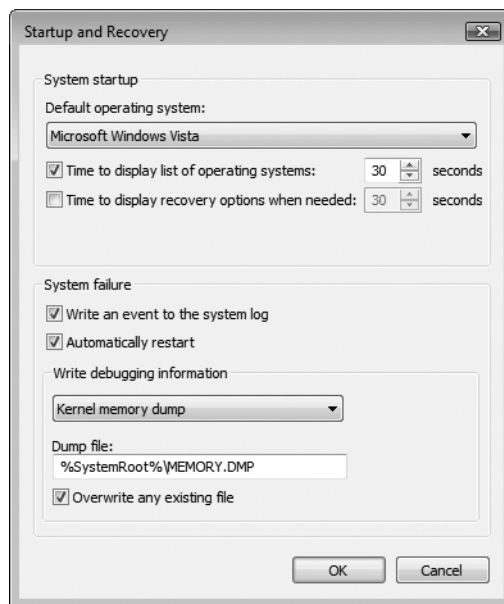 Startup and Recovery
System startup
Default operating system:
Microsoft Windows Vista
Time to display list of operating systems: 30 seconds
Time to display recovery options when needed: 30 seconds
System failure
Write an event to the system log
Automatically restart
Write debugging information
Kernel memory dump
Dump file:
%SystemRoot%\MEMORY.DMP
Overwrite any existing file
OK Cancel